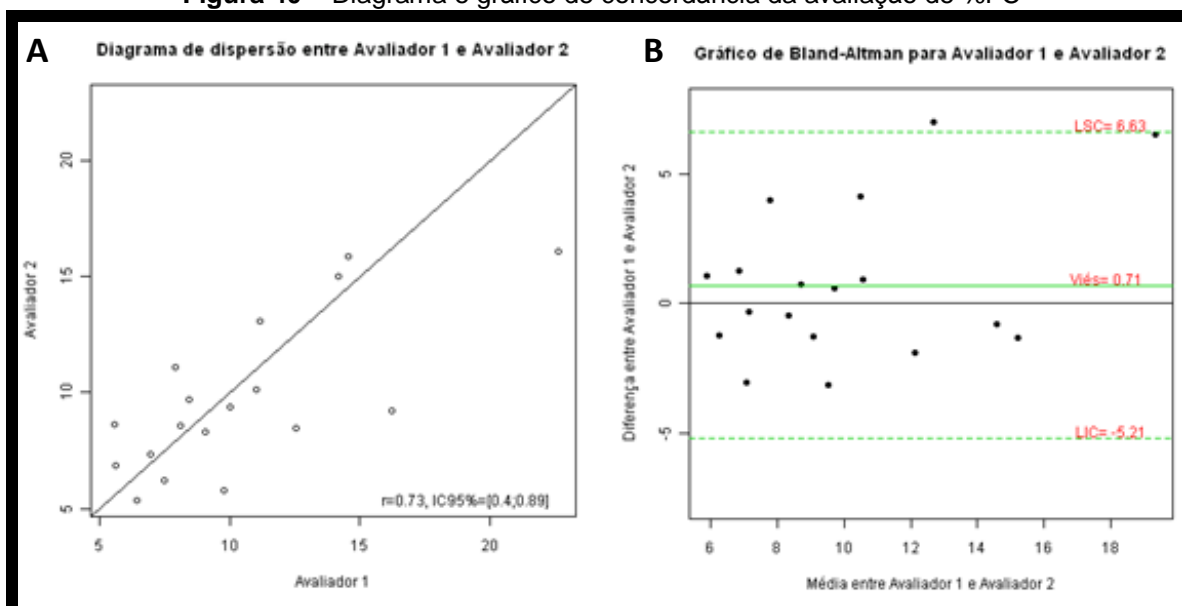 Figura 10 – Diagrama e gráfico de concordância da avaliação do %FC
A
Diagrama de dispersão entre Avaliador 1 e Avaliador 2
Avaliador 2
20
15
10
5
r=0.73, IC95%=[0.4;0.89]
5 10 15 20
Avaliador 1
B
Gráfico de Bland-Altman para Avaliador 1 e Avaliador 2
Diferença entre Avaliador 1 e Avaliador 2
5
0
-5
LSC= 6.63
Viés= 0.71
LIC= -5.21
6 8 10 12 14 16 18
Média entre Avaliador 1 e Avaliador 2